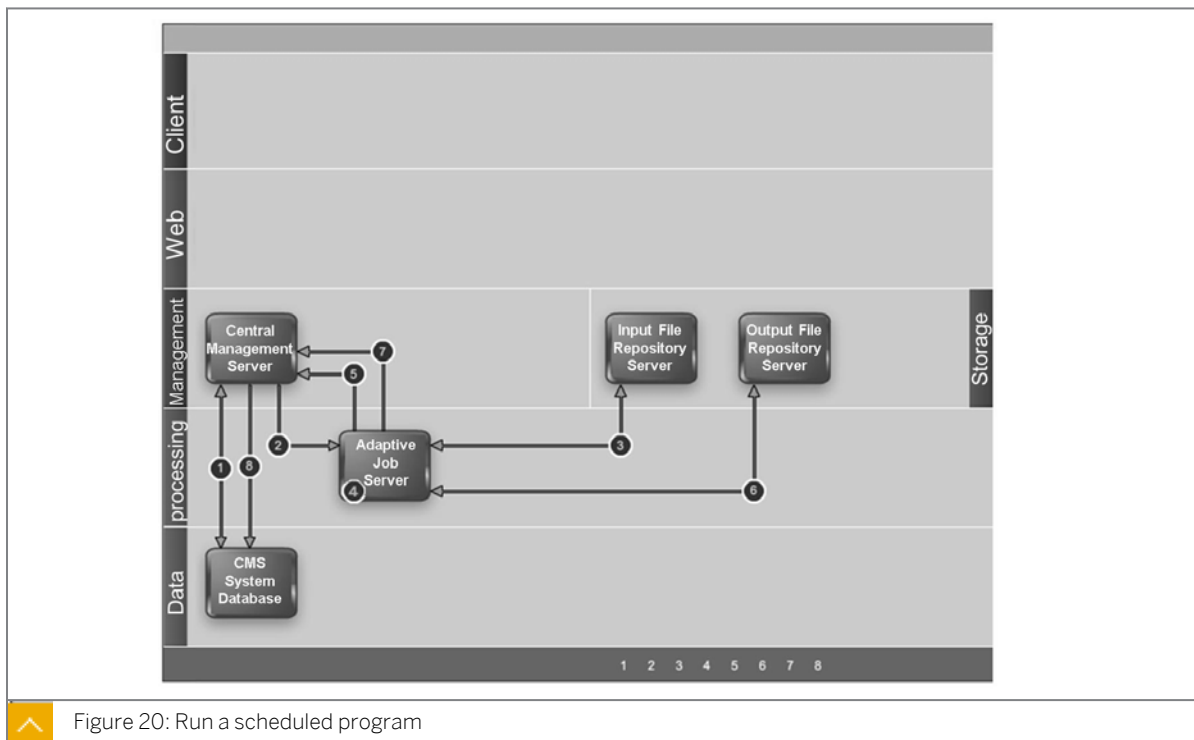 Client
Web
Management
Central
Management
Server
7
5
Input File
Repository
Server
Output File
Repository
Server
Storage
processing
1
8
2
Adaptive
Job
Server
4
3
6
Data
CMS
System
Database
1 2 3 4 5 6 7 8
Figure 20: Run a scheduled program